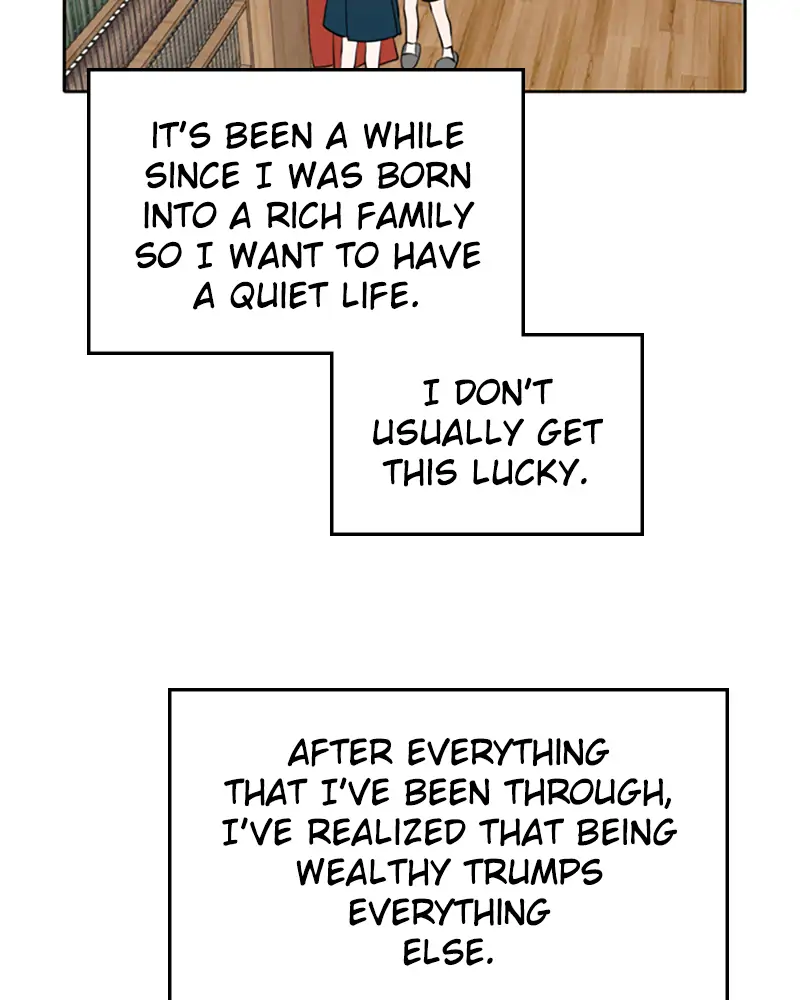 IT'S BEEN A WHILE
SINCE I WAS BORN
INTO A RICH FAMILY
SO I WANT TO HAVE
A QUIET LIFE.
I DON'T
USUALLY GET
THIS LUCKY.
AFTER EVERYTHING
THAT I'VE BEEN THROUGH,
I'VE REALIZED THAT BEING
WEALTHY TRUMPS
EVERYTHING
ELSE.